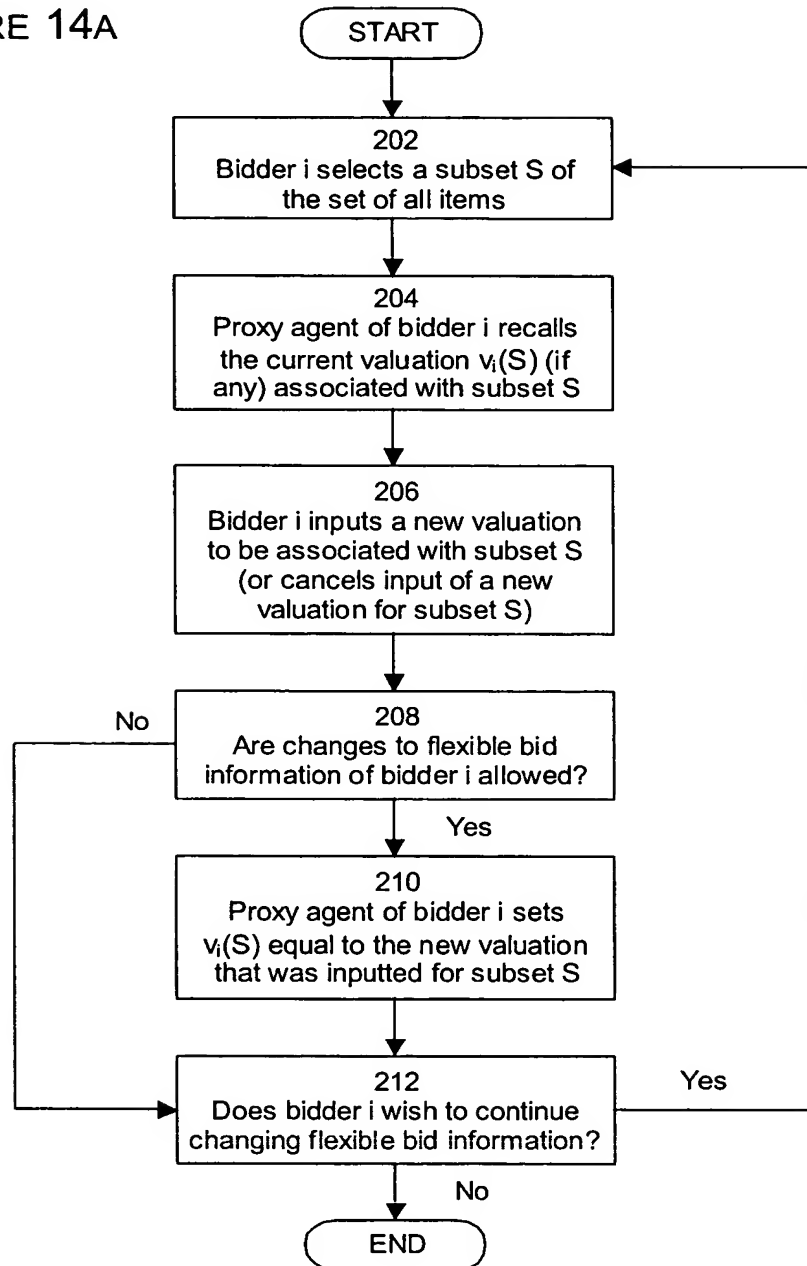 RE 14A
START
202
Bidder i selects a subset S of
the set of all items
204
Proxy agent of bidder i recalls
the current valuation vᵢ(S) (if
any) associated with subset S
206
Bidder i inputs a new valuation
to be associated with subset S
(or cancels input of a new
valuation for subset S)
No
208
Are changes to flexible bid
information of bidder i allowed?
Yes
210
Proxy agent of bidder i sets
vᵢ(S) equal to the new valuation
that was inputted for subset S
212
Does bidder i wish to continue
changing flexible bid information?
Yes
No
END